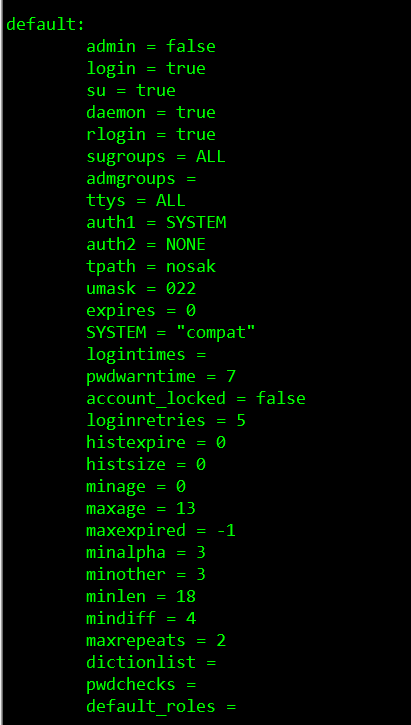 default:
admin = false
login = true
su = true
daemon = true
rlogin = true
sugroups = ALL
admgroups =
ttys = ALL
auth1 = SYSTEM
auth2 = NONE
tpath = nosak
umask = 022
expires = 0
SYSTEM = "compat"
logintimes =
pwdwarntime = 7
account_locked = false
loginretries = 5
histexpire = 0
histsize = 0
minage = 0
maxage = 13
maxexpired = -1
minalpha = 3
minother = 3
minlen = 18
mindiff = 4
maxrepeats = 2
dictionlist =
pwdchecks =
default_roles =